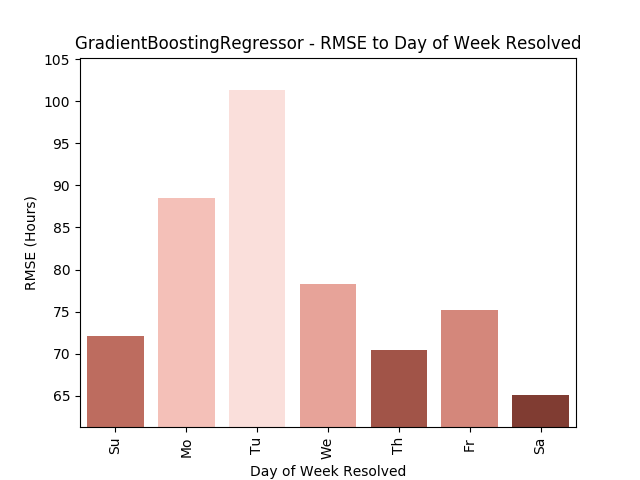 GradientBoostingRegressor - RMSE to Day of Week Resolved
105
100
95
90
85
80
75
70
65
RMSE (Hours)
Su
Mo
Tu
We
Th
Fr
Sa
Day of Week Resolved